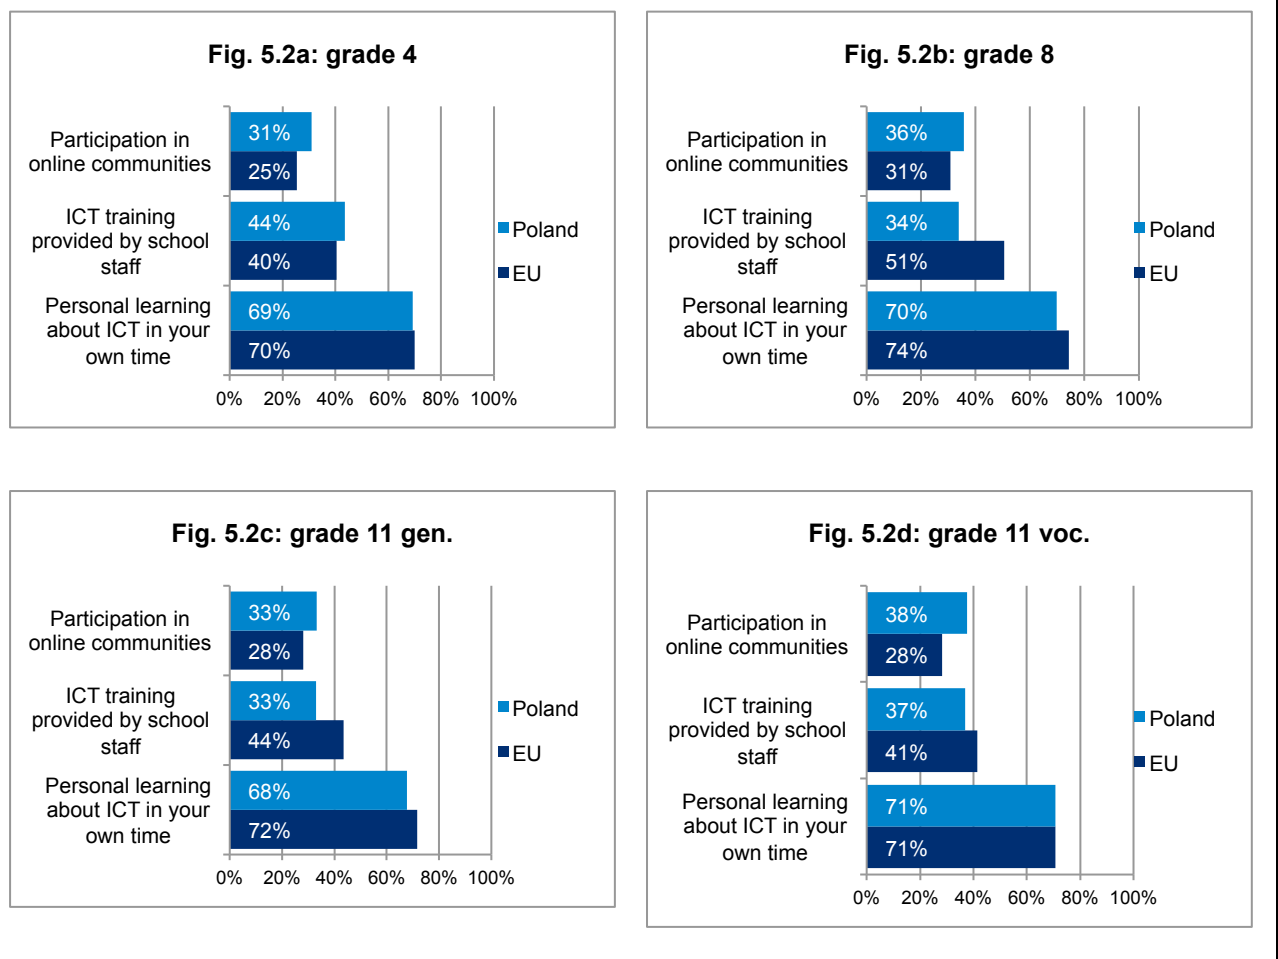 Fig. 5.2a: grade 4
Participation in
online communities
31%
25%
ICT training
provided by school
staff
44%
40%
Personal learning
about ICT in your
own time
69%
70%
Poland
EU
0% 20% 40% 60% 80% 100%
Fig. 5.2b: grade 8
Participation in
online communities
36%
31%
ICT training
provided by school
staff
34%
51%
Personal learning
about ICT in your
own time
70%
74%
Poland
EU
0% 20% 40% 60% 80% 100%
Fig. 5.2c: grade 11 gen.
Participation in
online communities
33%
28%
ICT training
provided by school
staff
33%
44%
Personal learning
about ICT in your
own time
68%
72%
Poland
EU
0% 20% 40% 60% 80% 100%
Fig. 5.2d: grade 11 voc.
Participation in
online communities
38%
28%
ICT training
provided by school
staff
37%
41%
Personal learning
about ICT in your
own time
71%
71%
Poland
EU
0% 20% 40% 60% 80% 100%